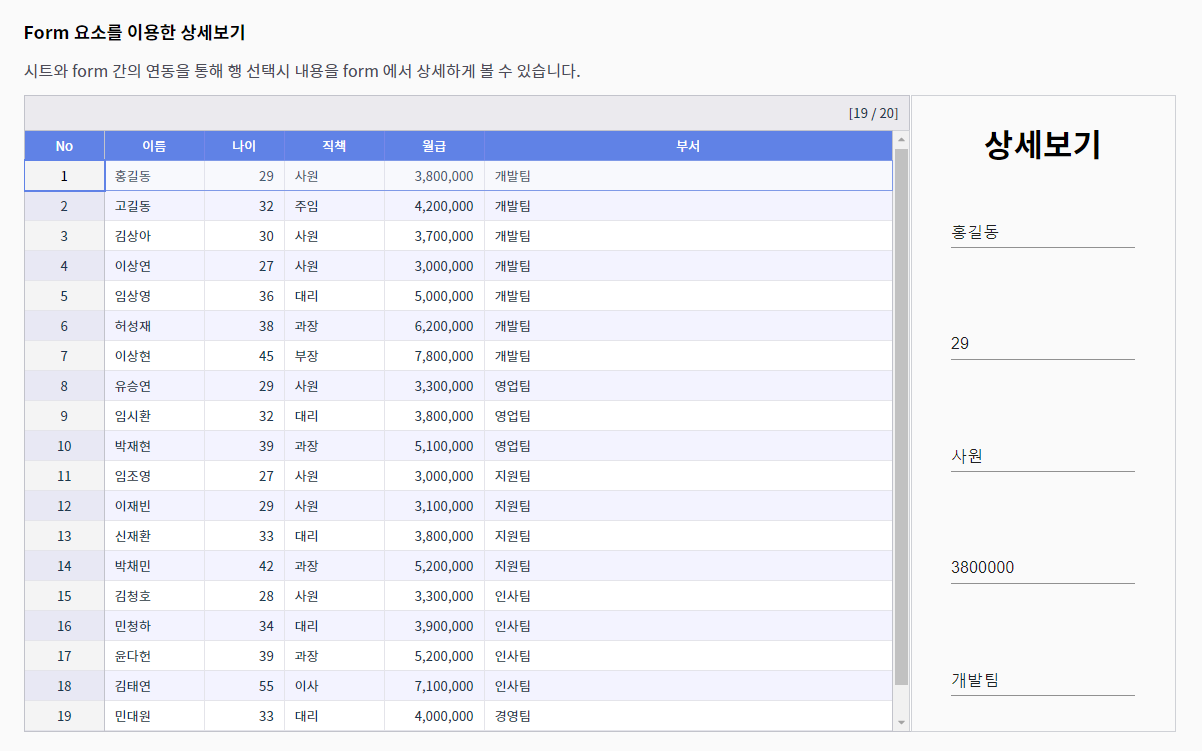 Form 요소를 이용한 상세보기
시트와 form 간의 연동을 통해 행 선택시 내용을 form 에서 상세하게 볼 수 있습니다.
[19 / 20]
No 이름 나이 직책 월급 부서
1 홍길동 29 사원 3,800,000 개발팀
2 고길동 32 주임 4,200,000 개발팀
3 김상아 30 사원 3,700,000 개발팀
4 이상연 27 사원 3,000,000 개발팀
5 임상영 36 대리 5,000,000 개발팀
6 허성재 38 과장 6,200,000 개발팀
7 이상현 45 부장 7,800,000 개발팀
8 유승연 29 사원 3,300,000 영업팀
9 임시환 32 대리 3,800,000 영업팀
10 박재현 39 과장 5,100,000 영업팀
11 임조영 27 사원 3,000,000 지원팀
12 이재빈 29 사원 3,100,000 지원팀
13 신재환 33 대리 3,800,000 지원팀
14 박채민 42 과장 5,200,000 지원팀
15 김청호 28 사원 3,300,000 인사팀
16 민청하 34 대리 3,900,000 인사팀
17 윤다헌 39 과장 5,200,000 인사팀
18 김태연 55 이사 7,100,000 인사팀
19 민대원 33 대리 4,000,000 경영팀
상세보기
홍길동
29
사원
3800000
개발팀